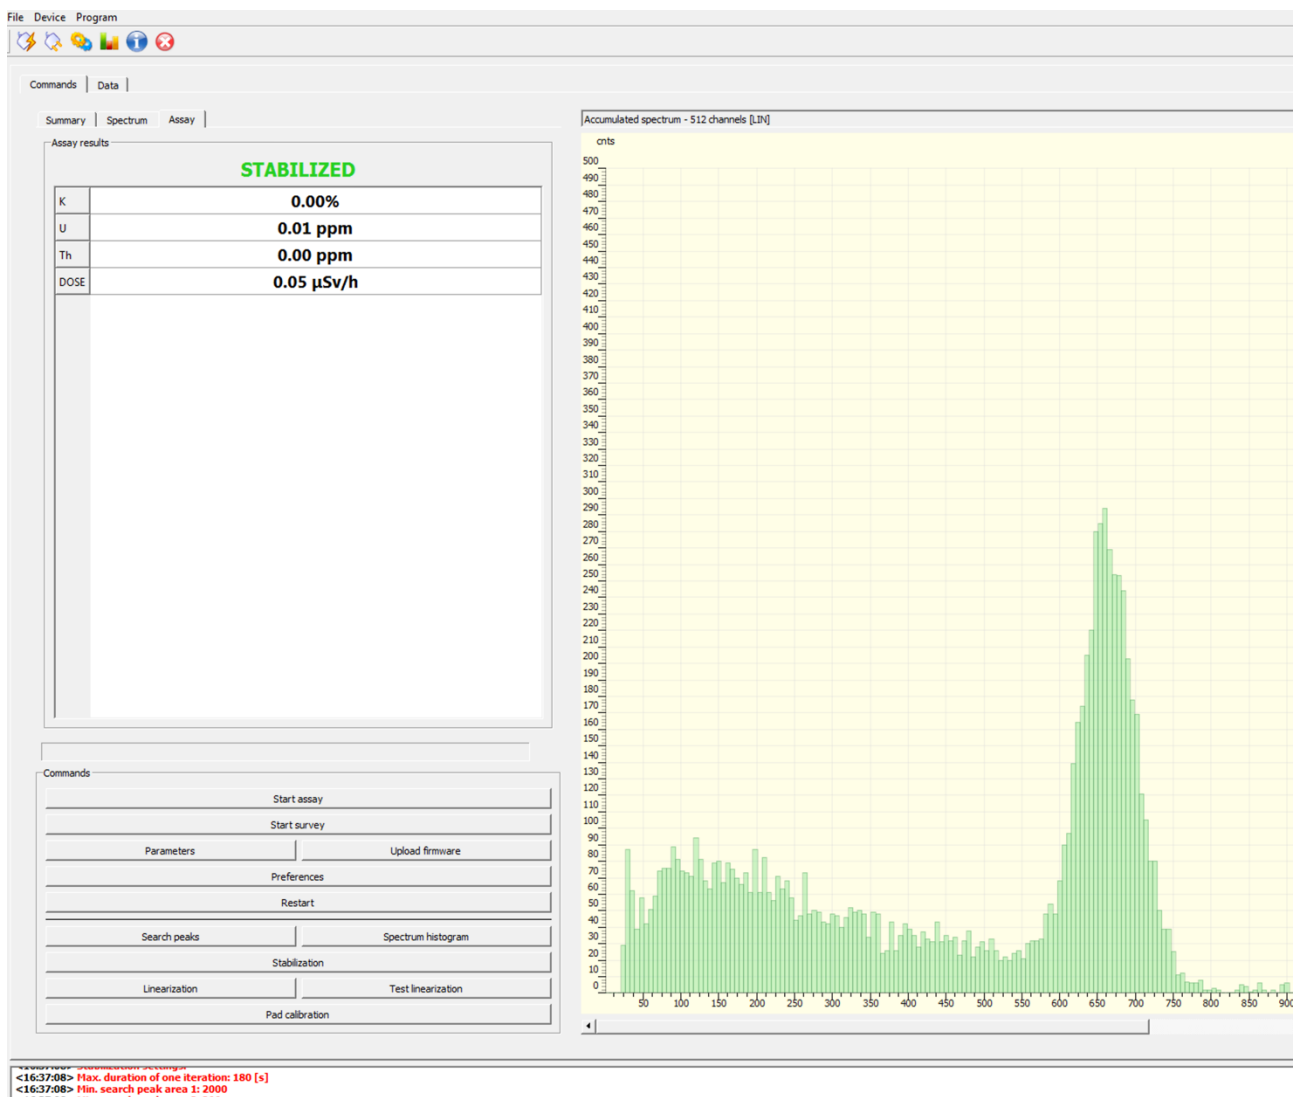 File Device Program
Commands Data
Summary Spectrum Assay
Assay results
STABILIZED
K 0.00%
U 0.01 ppm
Th 0.00 ppm
DOSE 0.05 µSv/h
Commands
Start assay
Start survey
Parameters Upload firmware
Preferences
Restart
Search peaks Spectrum histogram
Stabilization
Linearization Test linearization
Pad calibration
Accumulated spectrum - 512 channels [LIN]
cnts
500
490
480
470
460
450
440
430
420
410
400
390
380
370
360
350
340
330
320
310
300
290
280
270
260
250
240
230
220
210
200
190
180
170
160
150
140
130
120
110
100
90
80
70
60
50
40
30
20
10
0
50 100 150 200 250 300 350 400 450 500 550 600 650 700 750 800 850 900
<16:37:08> Stabilization settings:
<16:37:08> Max. duration of one iteration: 180 [s]
<16:37:08> Min. search peak area 1: 2000